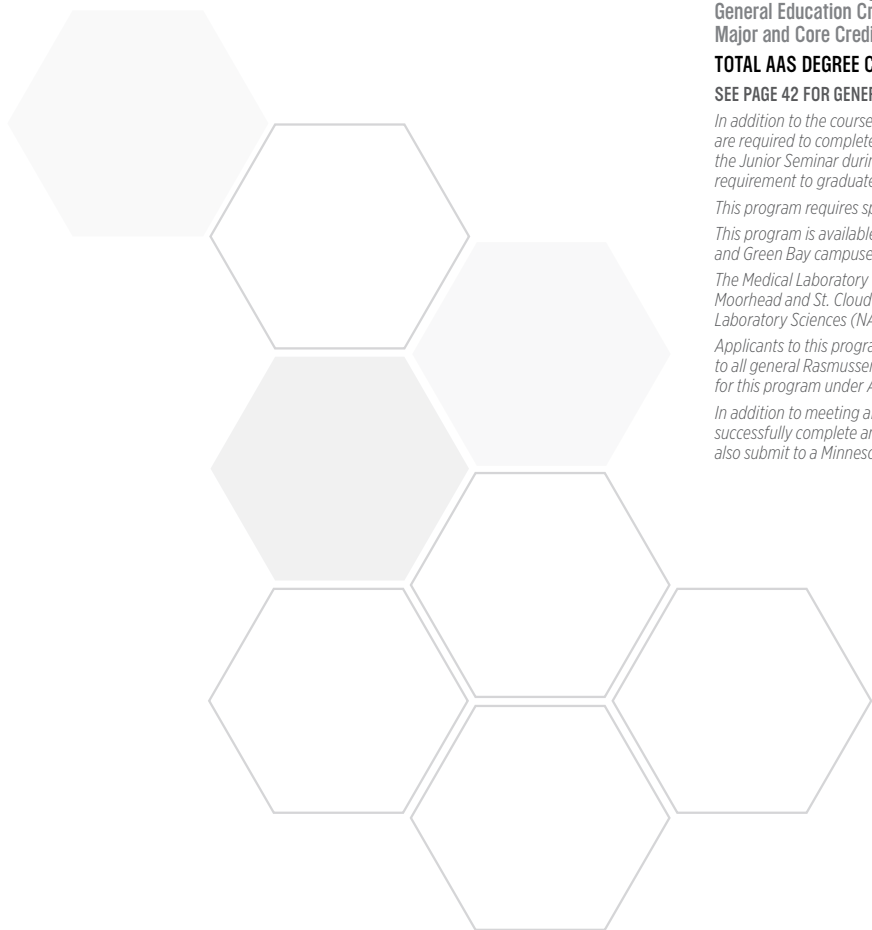 General Education Cr
Major and Core Credi
TOTAL AAS DEGREE C
SEE PAGE 42 FOR GENER
In addition to the course
are required to complete
the Junior Seminar durin
requirement to graduate
This program requires sp
This program is available
and Green Bay campuse
The Medical Laboratory
Moorhead and St. Cloud
Laboratory Sciences (NA
Applicants to this progra
to all general Rasmusser
for this program under A
In addition to meeting a
successfully complete ar
also submit to a Minneso